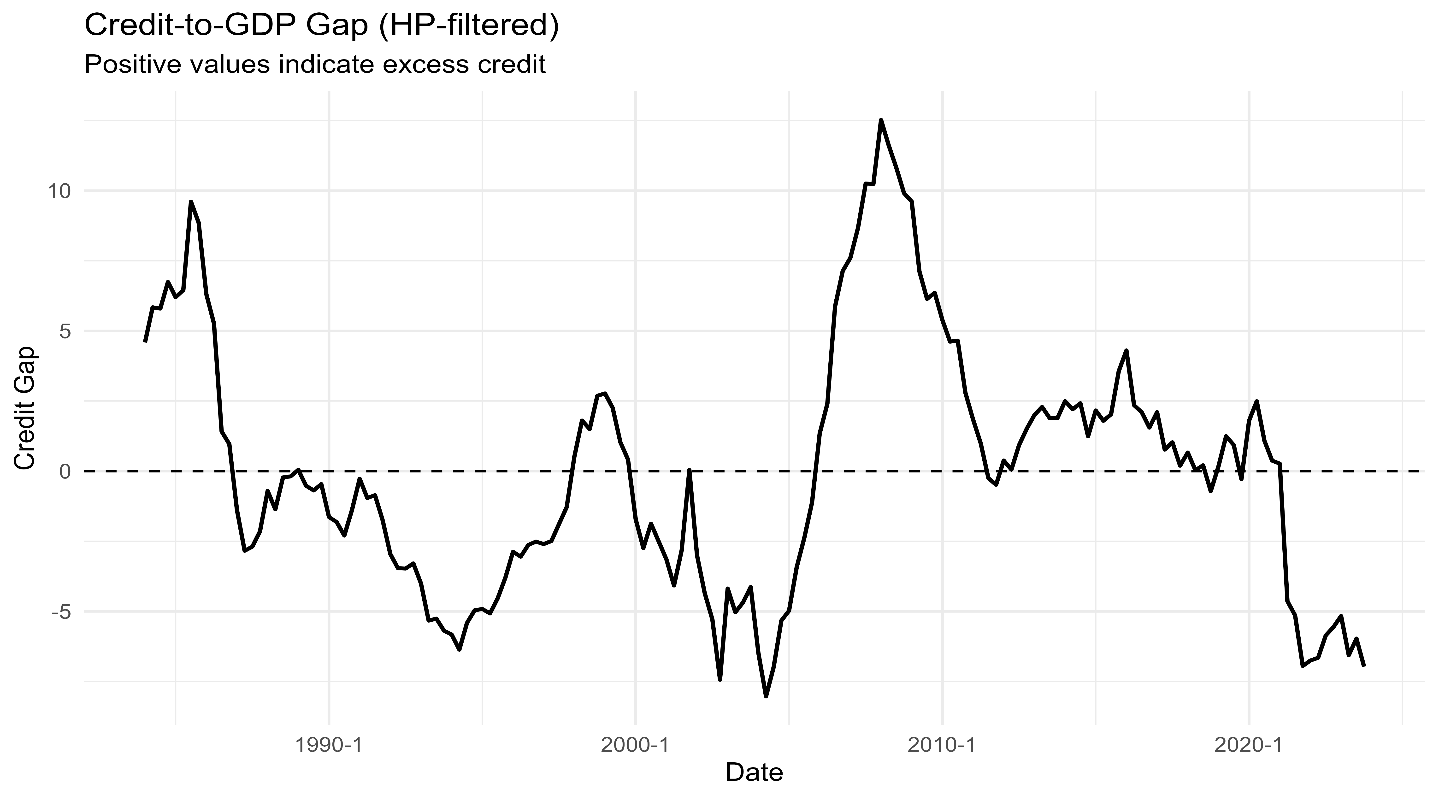 Credit-to-GDP Gap (HP-filtered)
Positive values indicate excess credit
Credit Gap
10
5
0
-5
1990-1
2000-1
2010-1
2020-1
Date